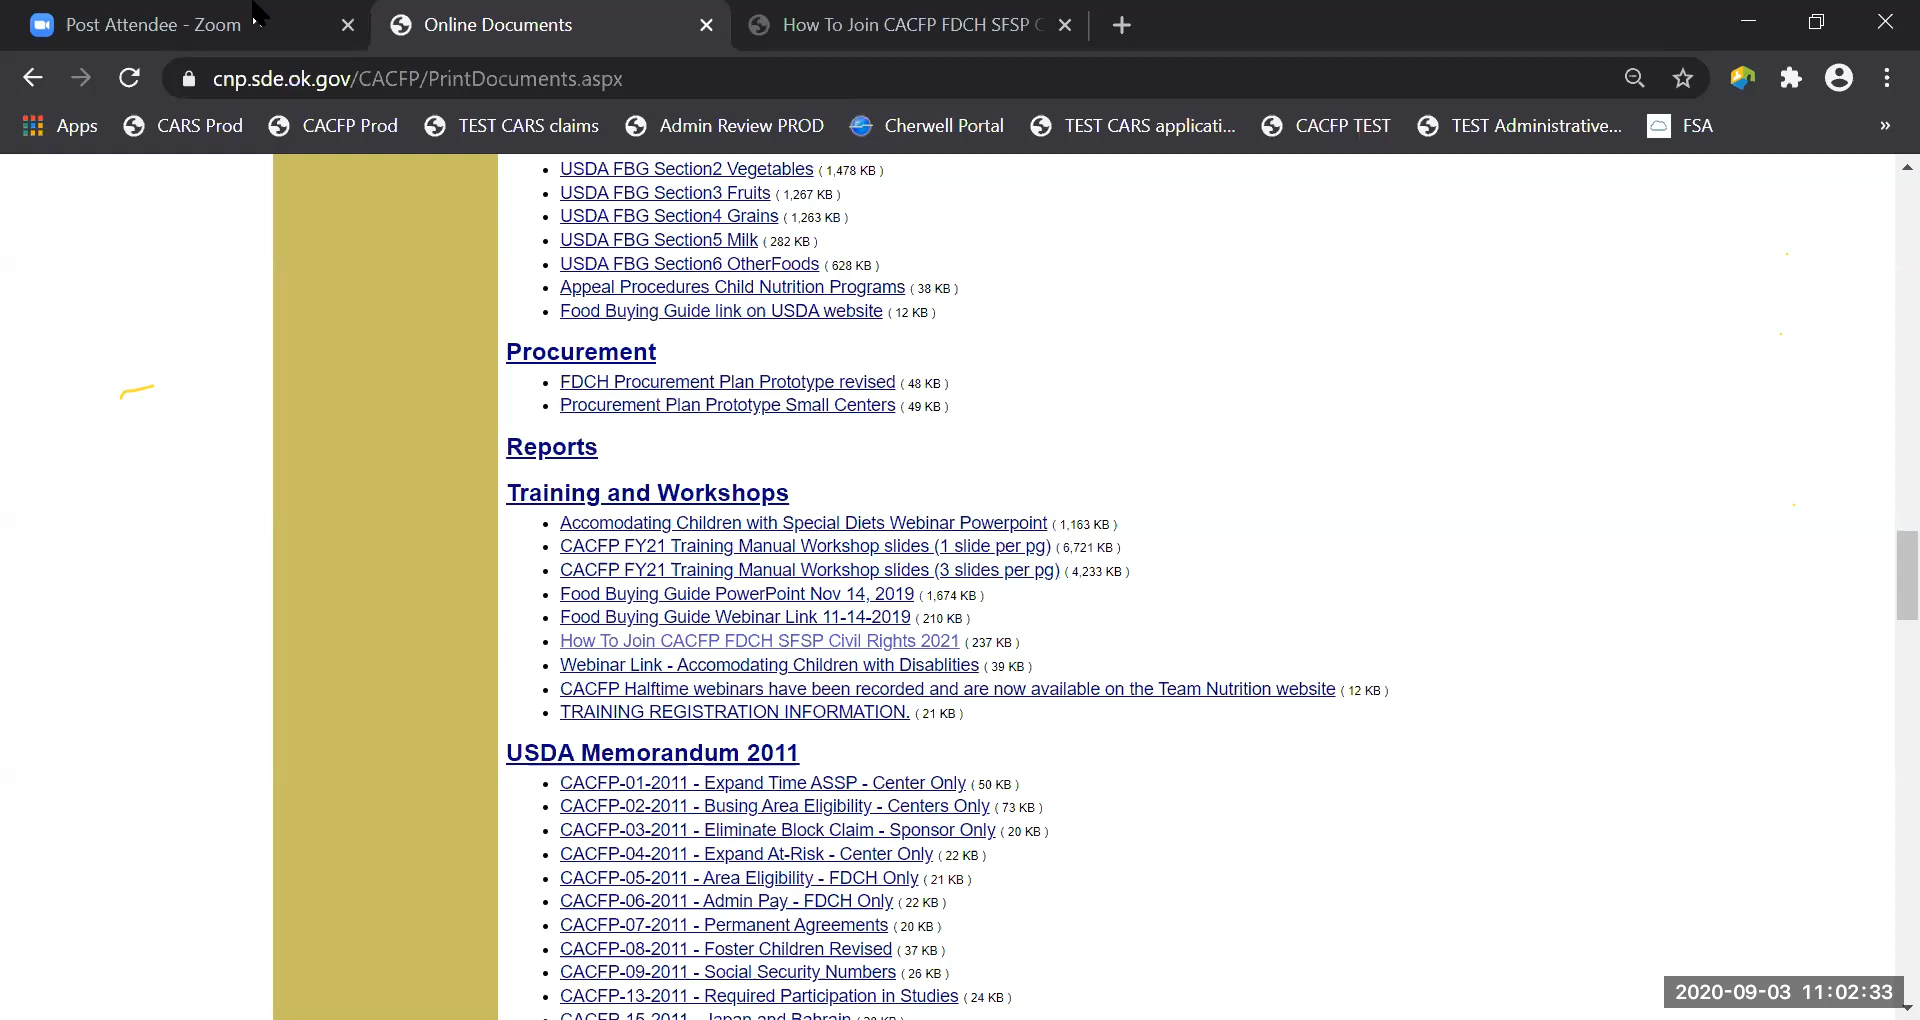 Post Attendee - Zoom
Online Documents
How To Join CACFP FDCH SFSP
cnp.sde.ok.gov/CACFP/PrintDocuments.aspx
Apps
CARS Prod
CACFP Prod
TEST CARS claims
Admin Review PROD
Cherwell Portal
TEST CARS applicati...
CACFP TEST
TEST Administrative...
FSA
»
• USDA FBG Section2 Vegetables ( 1,478 KB )
• USDA FBG Section3 Fruits ( 1,267 KB )
• USDA FBG Section4 Grains ( 1,263 KB )
• USDA FBG Section5 Milk ( 282 KB )
• USDA FBG Section6 OtherFoods ( 628 KB )
• Appeal Procedures Child Nutrition Programs ( 38 KB )
• Food Buying Guide link on USDA website ( 12 KB )
Procurement
• FDCH Procurement Plan Prototype revised ( 48 KB )
• Procurement Plan Prototype Small Centers ( 49 KB )
Reports
Training and Workshops
• Accomodating Children with Special Diets Webinar Powerpoint ( 1,163 KB )
• CACFP FY21 Training Manual Workshop slides (1 slide per pg) ( 6,721 KB )
• CACFP FY21 Training Manual Workshop slides (3 slides per pg) ( 4,233 KB )
• Food Buying Guide PowerPoint Nov 14, 2019 ( 1,674 KB )
• Food Buying Guide Webinar Link 11-14-2019 ( 210 KB )
• How To Join CACFP FDCH SFSP Civil Rights 2021 ( 237 KB )
• Webinar Link - Accomodating Children with Disablities ( 39 KB )
• CACFP Halftime webinars have been recorded and are now available on the Team Nutrition website ( 12 KB )
• TRAINING REGISTRATION INFORMATION. ( 21 KB )
USDA Memorandum 2011
• CACFP-01-2011 - Expand Time ASSP - Center Only ( 50 KB )
• CACFP-02-2011 - Busing Area Eligibility - Centers Only ( 73 KB )
• CACFP-03-2011 - Eliminate Block Claim - Sponsor Only ( 20 KB )
• CACFP-04-2011 - Expand At-Risk - Center Only ( 22 KB )
• CACFP-05-2011 - Area Eligibility - FDCH Only ( 21 KB )
• CACFP-06-2011 - Admin Pay - FDCH Only ( 22 KB )
• CACFP-07-2011 - Permanent Agreements ( 20 KB )
• CACFP-08-2011 - Foster Children Revised ( 37 KB )
• CACFP-09-2011 - Social Security Numbers ( 26 KB )
• CACFP-13-2011 - Required Participation in Studies ( 24 KB )
CACFP-15-2011 - Japan and Bahrain
2020-09-03 11:02:33